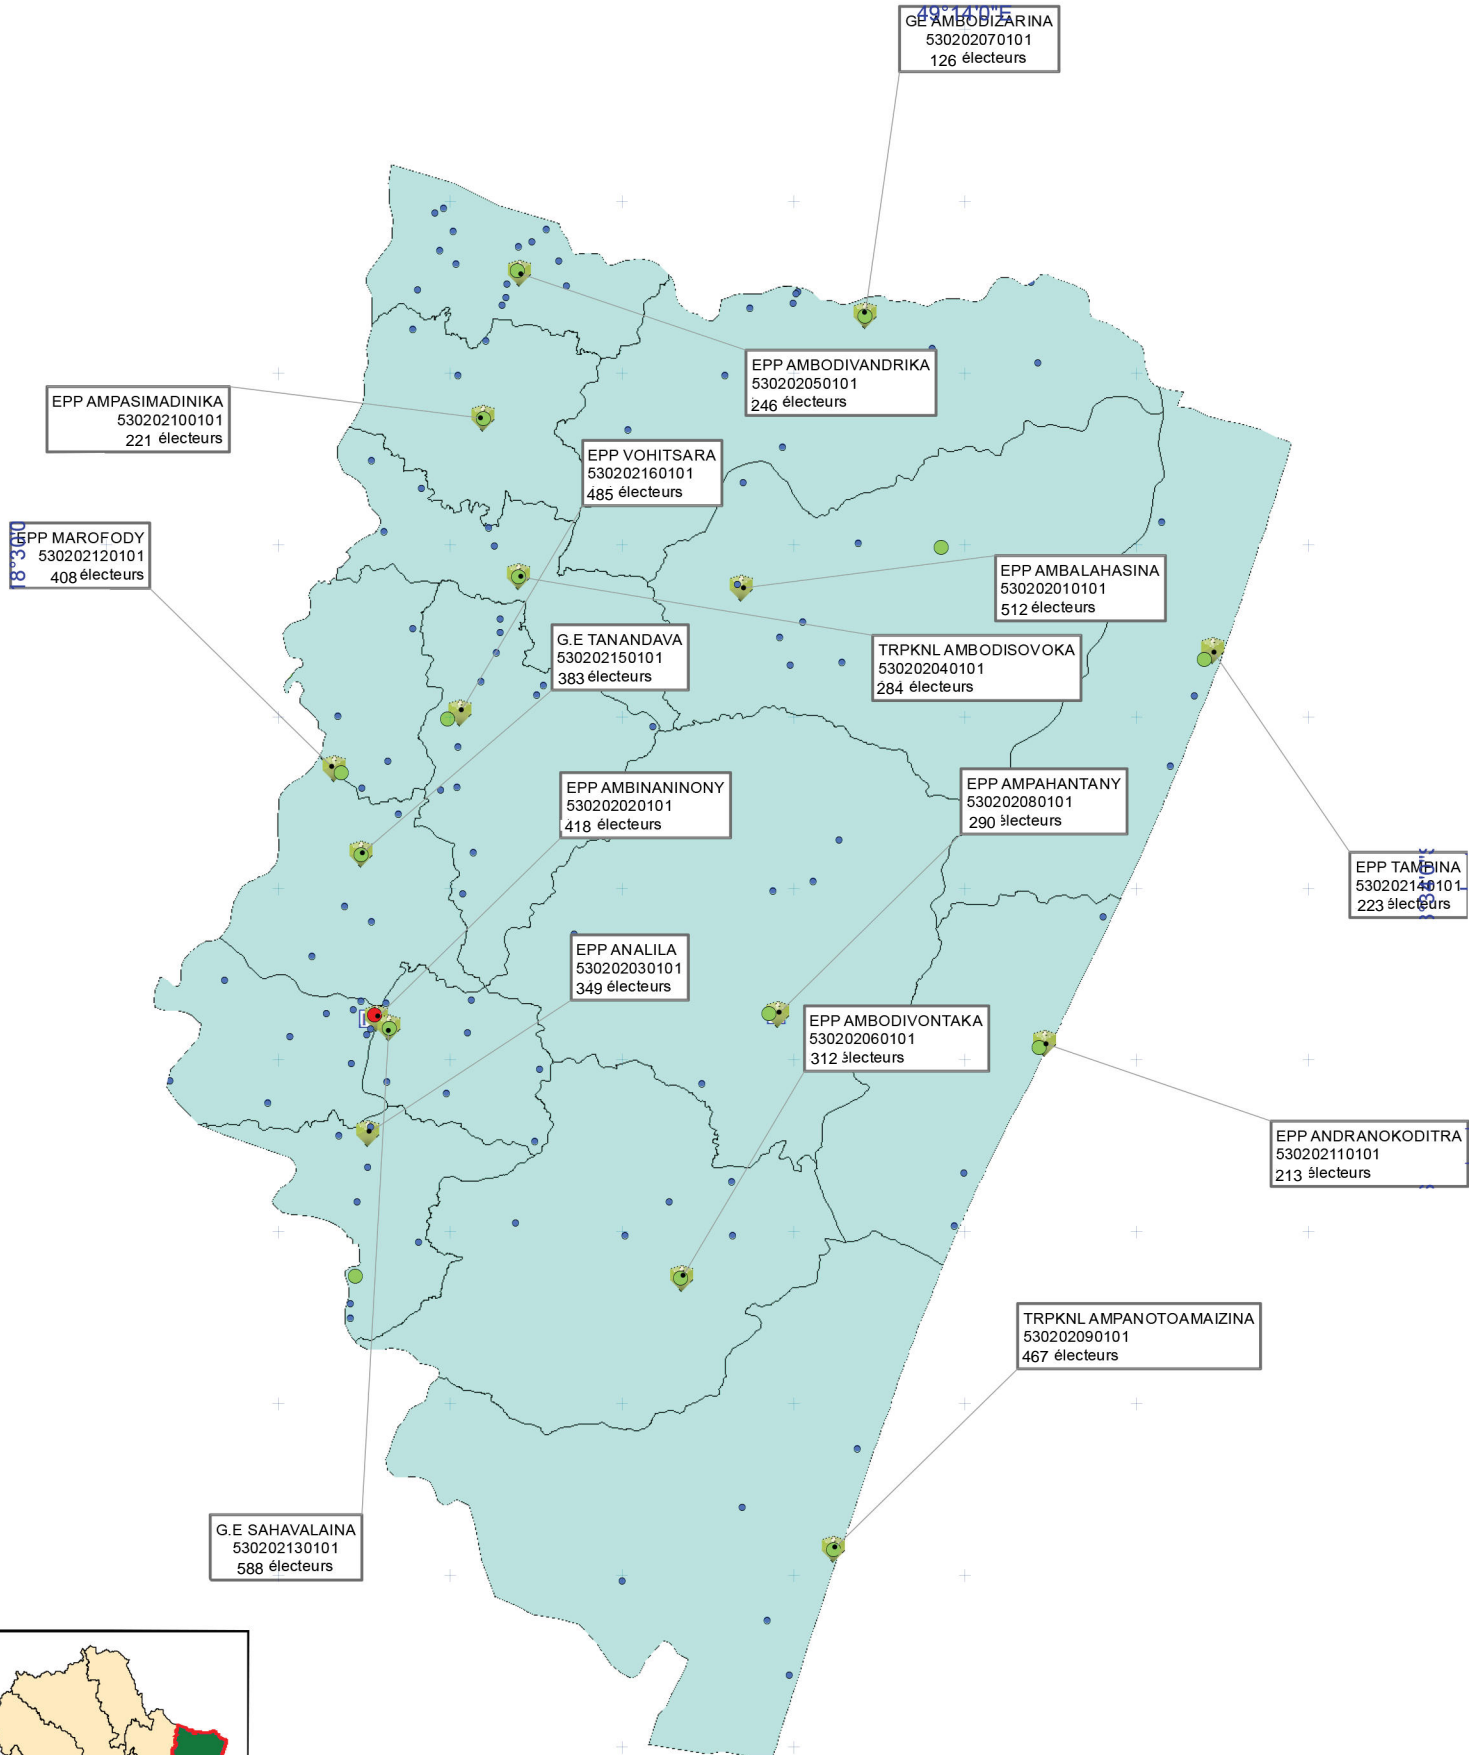 49°14'0"E
GE AMBODIZARINA
530202070101
126 électeurs
EPP AMBODIVANDRIKA
530202050101
246 électeurs
EPP AMPASIMADINIKA
530202100101
221 électeurs
EPP VOHITSARA
530202160101
485 électeurs
EPP MAROFODY
530202120101
408 électeurs
18°30'0
EPP AMBALAHASINA
530202010101
512 électeurs
G.E TANANDAVA
530202150101
383 électeurs
TRPKNL AMBODISOVOKA
530202040101
284 électeurs
EPP AMBINANINONY
530202020101
418 électeurs
EPP AMPAHANTANY
530202080101
290 électeurs
EPP TAMBINA
530202140101
223 électeurs
EPP ANALILA
530202030101
349 électeurs
EPP AMBODIVONTAKA
530202060101
312 électeurs
EPP ANDRANOKODITRA
530202110101
213 électeurs
TRPKNL AMPANOTOAMAIZINA
530202090101
467 électeurs
G.E SAHAVALAINA
530202130101
588 électeurs